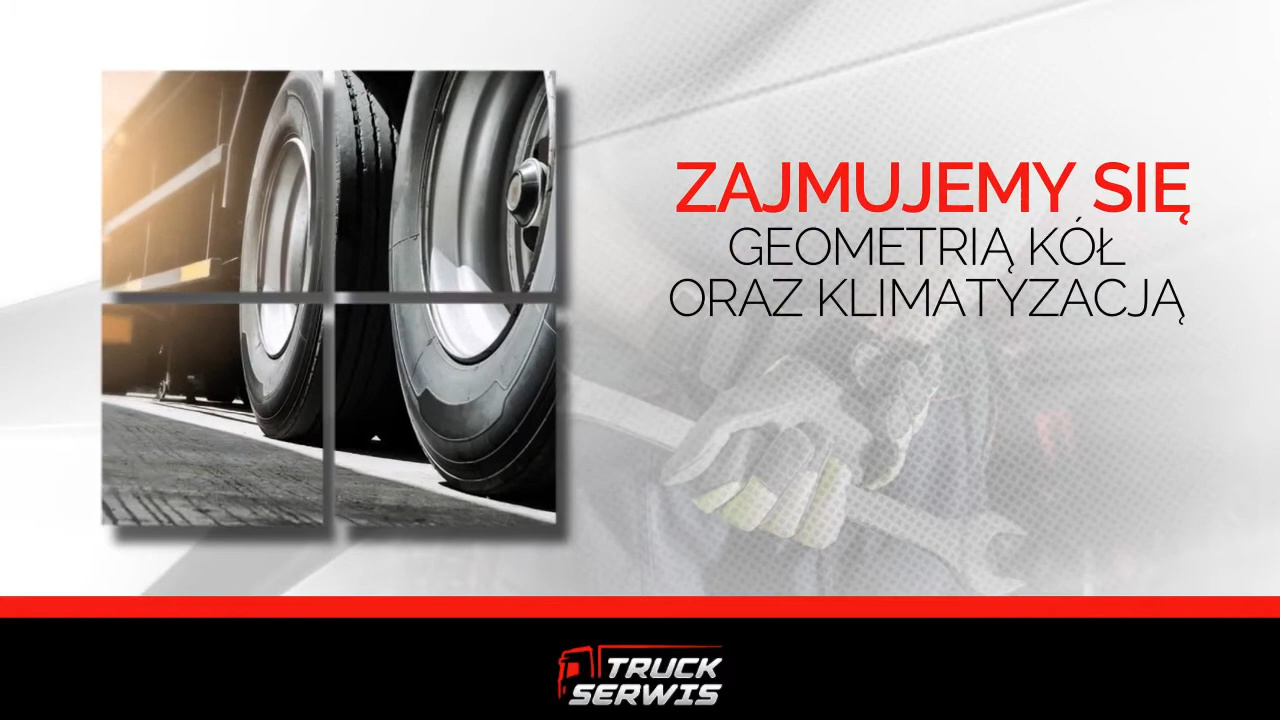 ZAJMUJEMY SIĘ
GEOMETRIĄ KÓŁ
ORAZ KLIMATYZACJĄ
TRUCK
SERWIS